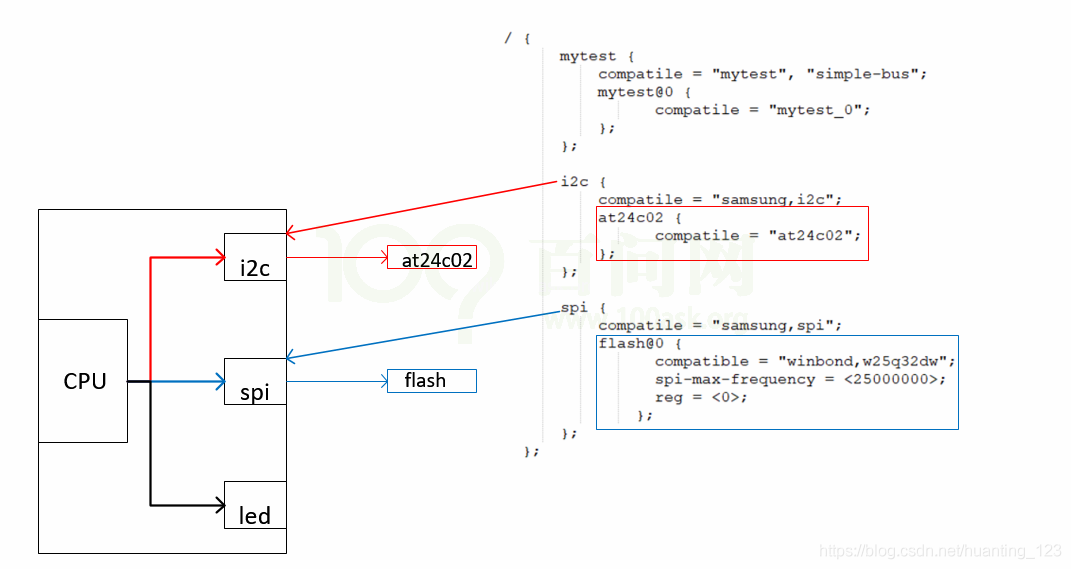 / {
mytest {
compatile = "mytest", "simple-bus";
mytest@0 {
compatile = "mytest_0";
};
};
i2c {
compatile = "samsung,i2c";
at24c02 {
compatile = "at24c02";
};
};
spi {
compatile = "samsung,spi";
flash@0 {
compatible = "winbond,w25q32dw";
spi-max-frequency = <25000000>;
reg = <0>;
};
};
};
CPU
i2c
at24c02
spi
flash
led
100
百问网
www.100ask.org
https://blog.csdn.net/huanting_123